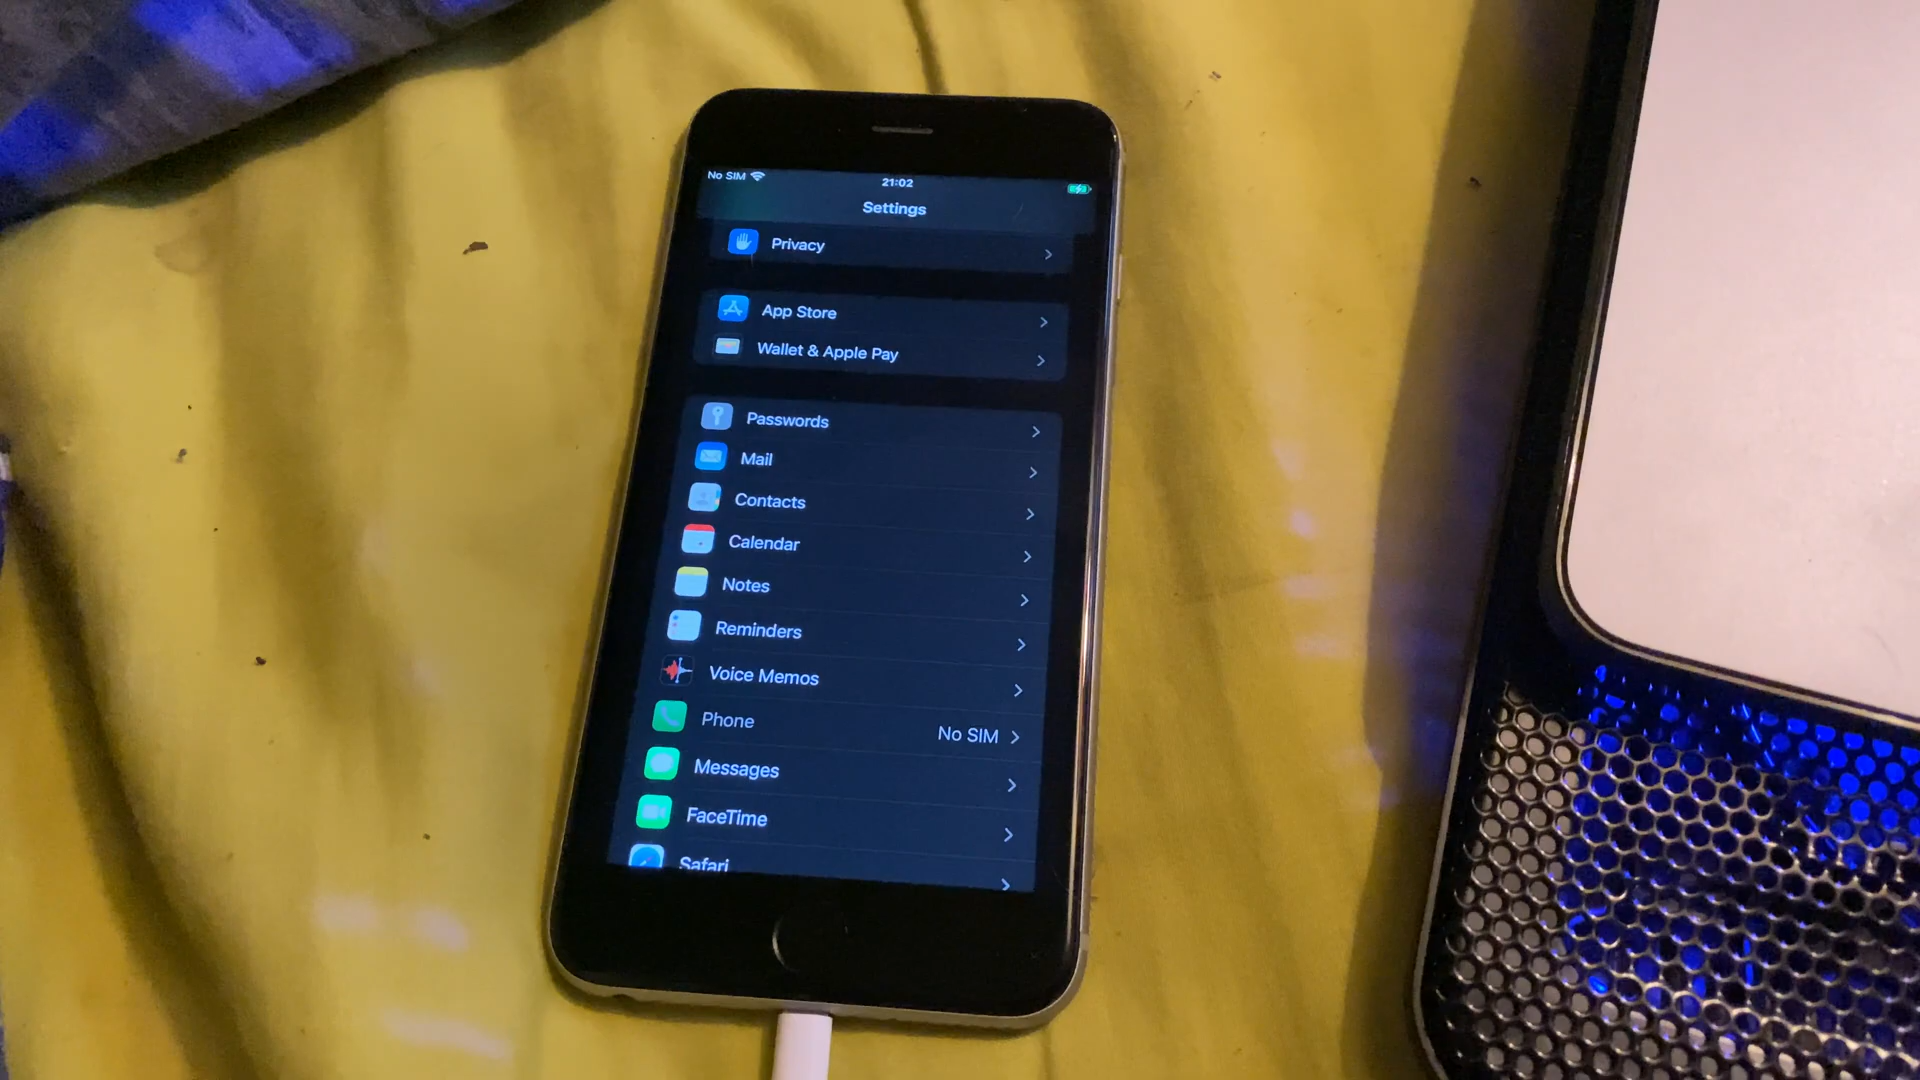 No SIM
21:02
Settings
Privacy
App Store
Wallet & Apple Pay
Passwords
Mail
Contacts
Calendar
Notes
Reminders
Voice Memos
Phone No SIM
Messages
FaceTime
Safari